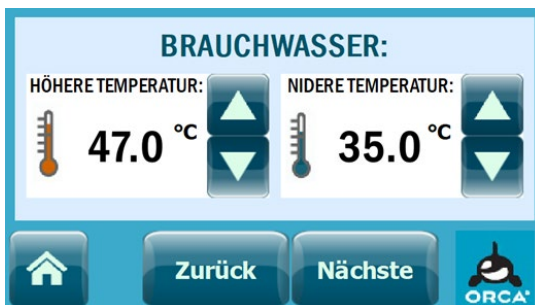 BRAUCHWASSER:
HÖHERE TEMPERATUR: NIDERE TEMPERATUR:
47.0 °C 35.0 °C
Zurück Nächste
ORCA